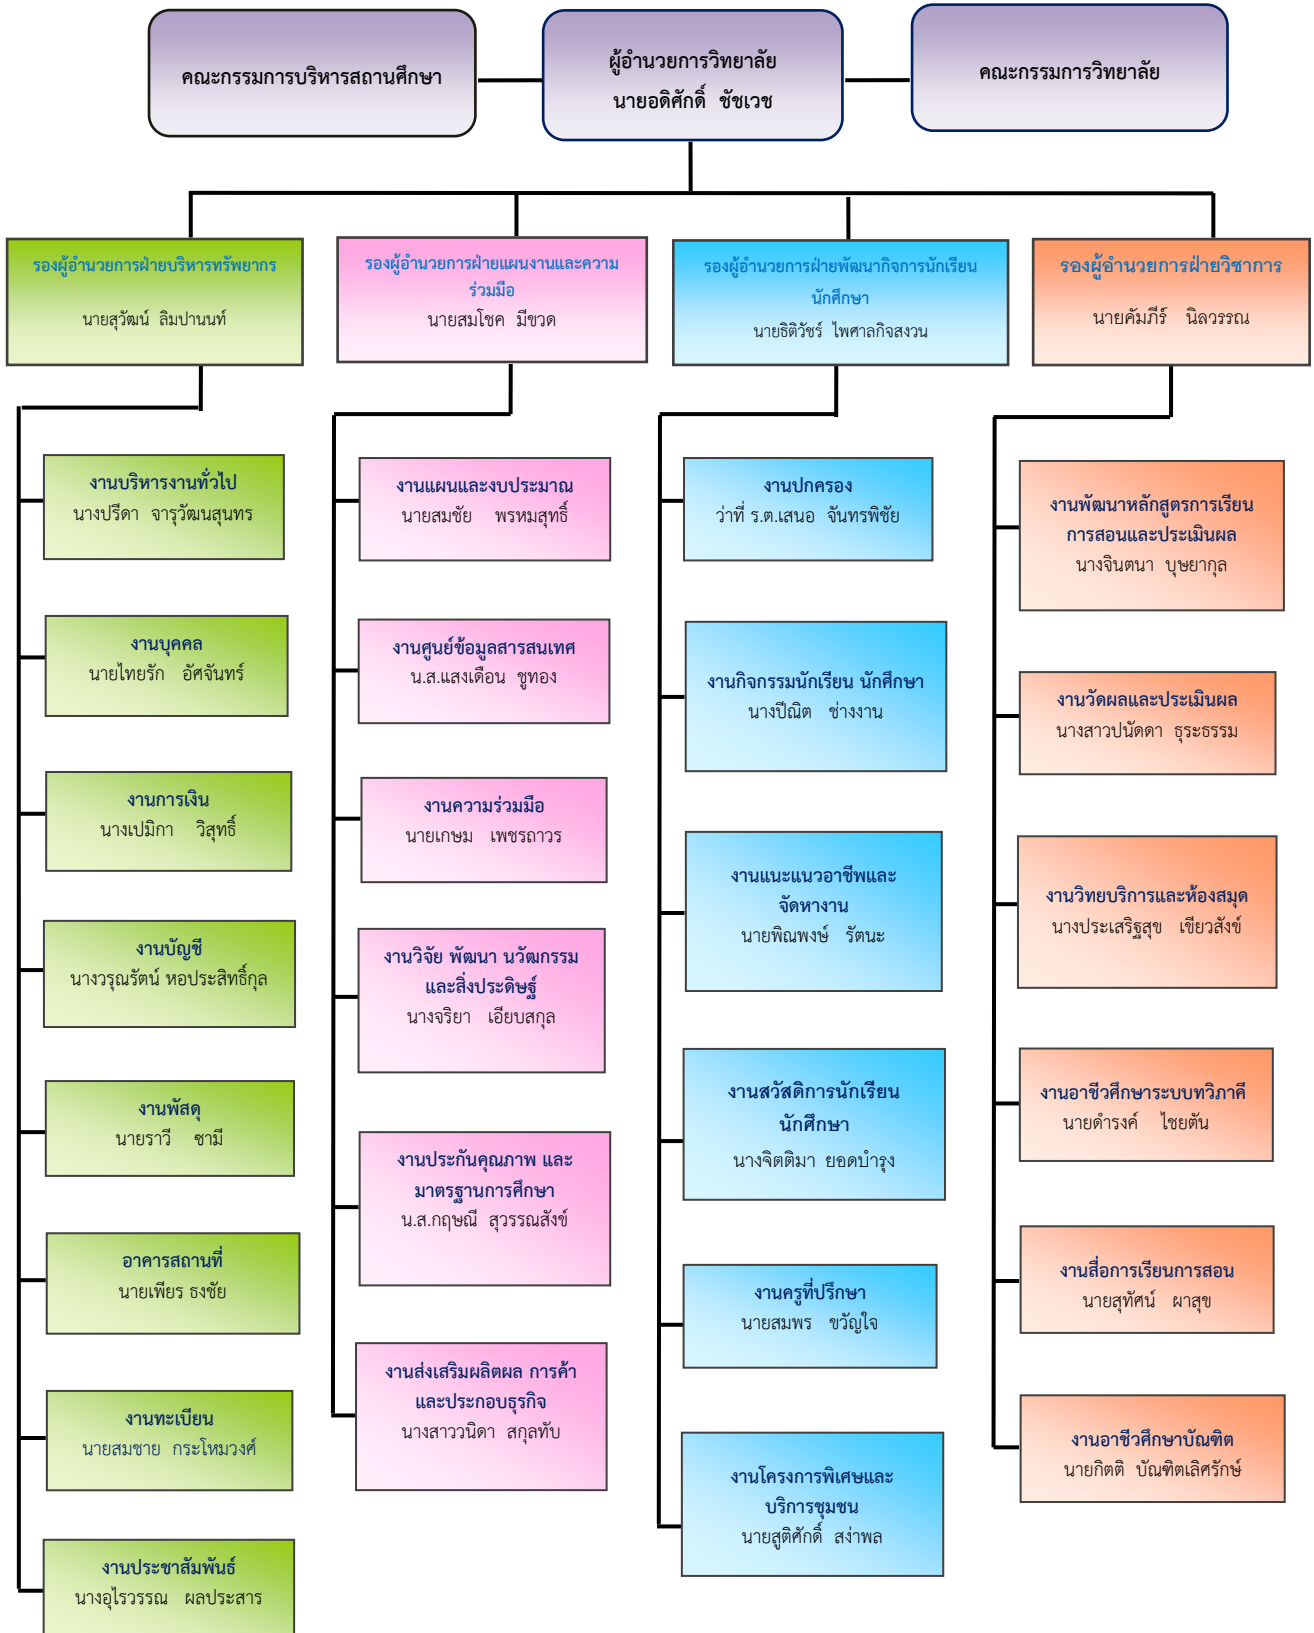 คณะกรรมการบริหารสถานศึกษา
ผู้อำนวยการวิทยาลัย
นายอดิศักดิ์ ชัชเวช
คณะกรรมการวิทยาลัย
รองผู้อำนวยการฝ่ายบริหารทรัพยากร
นายสุวัฒน์ ลิมปานนท์
รองผู้อำนวยการฝ่ายแผนงานและความ
ร่วมมือ
นายสมโชค มีขวด
รองผู้อำนวยการฝ่ายพัฒนากิจการนักเรียน
นักศึกษา
นายธิติวัชร์ ไพศาลกิจสงวน
รองผู้อำนวยการฝ่ายวิชาการ
นายคัมภีร์ นิลวรรณ
งานบริหารงานทั่วไป
นางปรีดา จารุวัฒนสุนทร
งานบุคคล
นายไทยรัก อัศจันทร์
งานการเงิน
นางเปมิกา วิสุทธิ์
งานบัญชี
นางวรุณรัตน์ หอประสิทธิ์กุล
งานพัสดุ
นายราวี ซามี
อาคารสถานที่
นายเพียร ธงชัย
งานทะเบียน
นายสมชาย กระโหมวงศ์
งานประชาสัมพันธ์
นางอุไรวรรณ ผลประสาร
งานแผนและงบประมาณ
นายสมชัย พรหมสุทธิ์
งานศูนย์ข้อมูลสารสนเทศ
น.ส.แสงเดือน ชูทอง
งานความร่วมมือ
นายเกษม เพชรถาวร
งานวิจัย พัฒนา นวัตกรรม
และสิ่งประดิษฐ์
นางจริยา เอียบสกุล
งานประกันคุณภาพ และ
มาตรฐานการศึกษา
น.ส.กฤษณี สุวรรณสังข์
งานส่งเสริมผลิตผล การค้า
และประกอบธุรกิจ
นางสาววนิดา สกุลทับ
งานปกครอง
ว่าที่ ร.ต.เสนอ จันทรพิชัย
งานกิจกรรมนักเรียน นักศึกษา
นางปีณิต ช่างงาน
งานแนะแนวอาชีพและ
จัดหางาน
นายพิณพงษ์ รัตนะ
งานสวัสดิการนักเรียน
นักศึกษา
นางจิตติมา ยอดบำรุง
งานครูที่ปรึกษา
นายสมพร ขวัญใจ
งานโครงการพิเศษและ
บริการชุมชน
นายสูติศักดิ์ สง่าพล
งานพัฒนาหลักสูตรการเรียน
การสอนและประเมินผล
นางจินตนา บุษยากุล
งานวัดผลและประเมินผล
นางสาวปนัดดา ธุระธรรม
งานวิทยบริการและห้องสมุด
นางประเสริฐสุข เขียวสังข์
งานอาชีวศึกษาระบบทวิภาคี
นายดำรงค์ ไชยตัน
งานสื่อการเรียนการสอน
นายสุทัศน์ ผาสุข
งานอาชีวศึกษาบัณฑิต
นายกิตติ บัณฑิตเลิศรักษ์